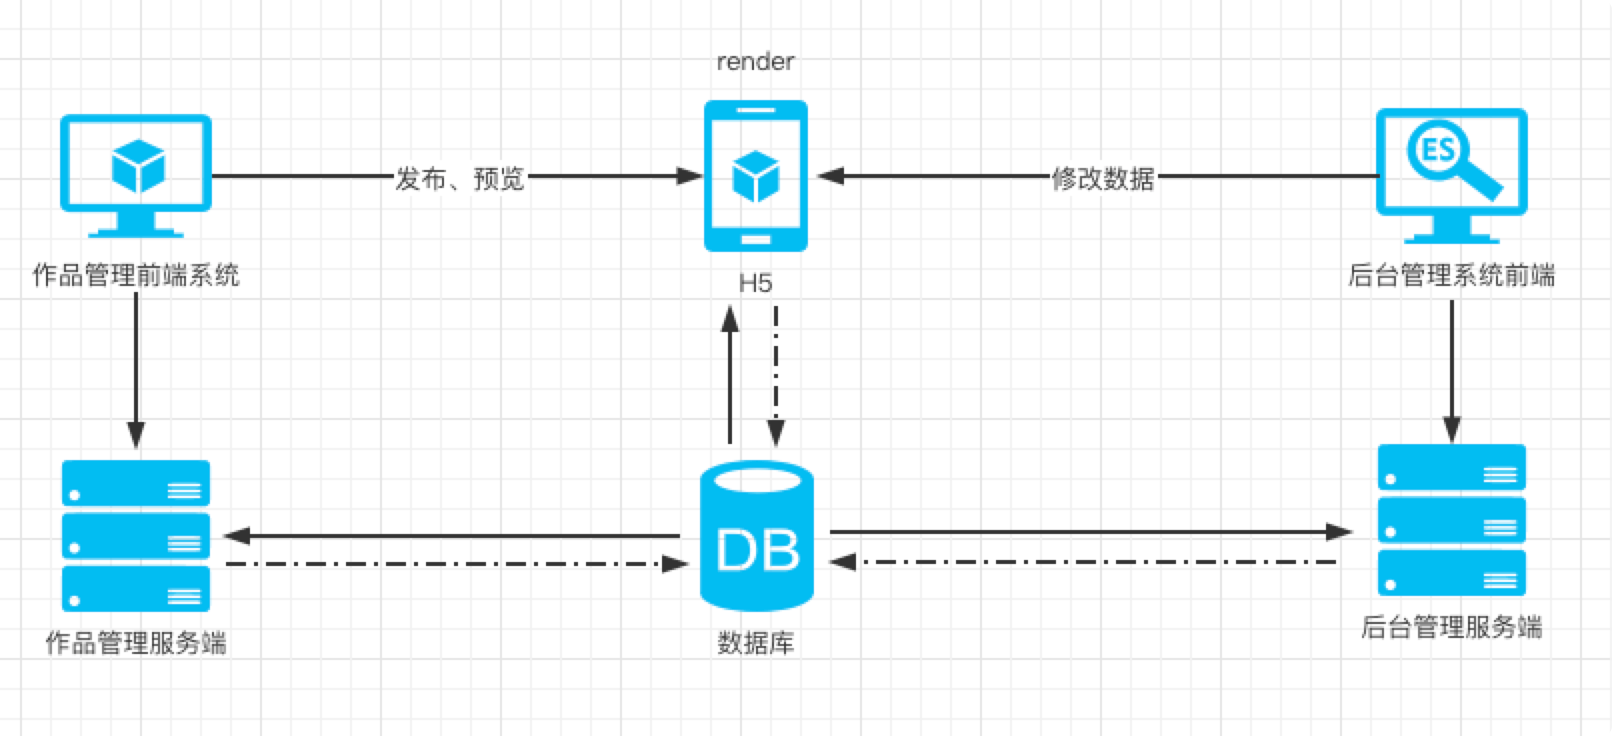 render
发布、预览
修改数据
ES
作品管理前端系统
H5
后台管理系统前端
DB
作品管理服务端
数据库
后台管理服务端